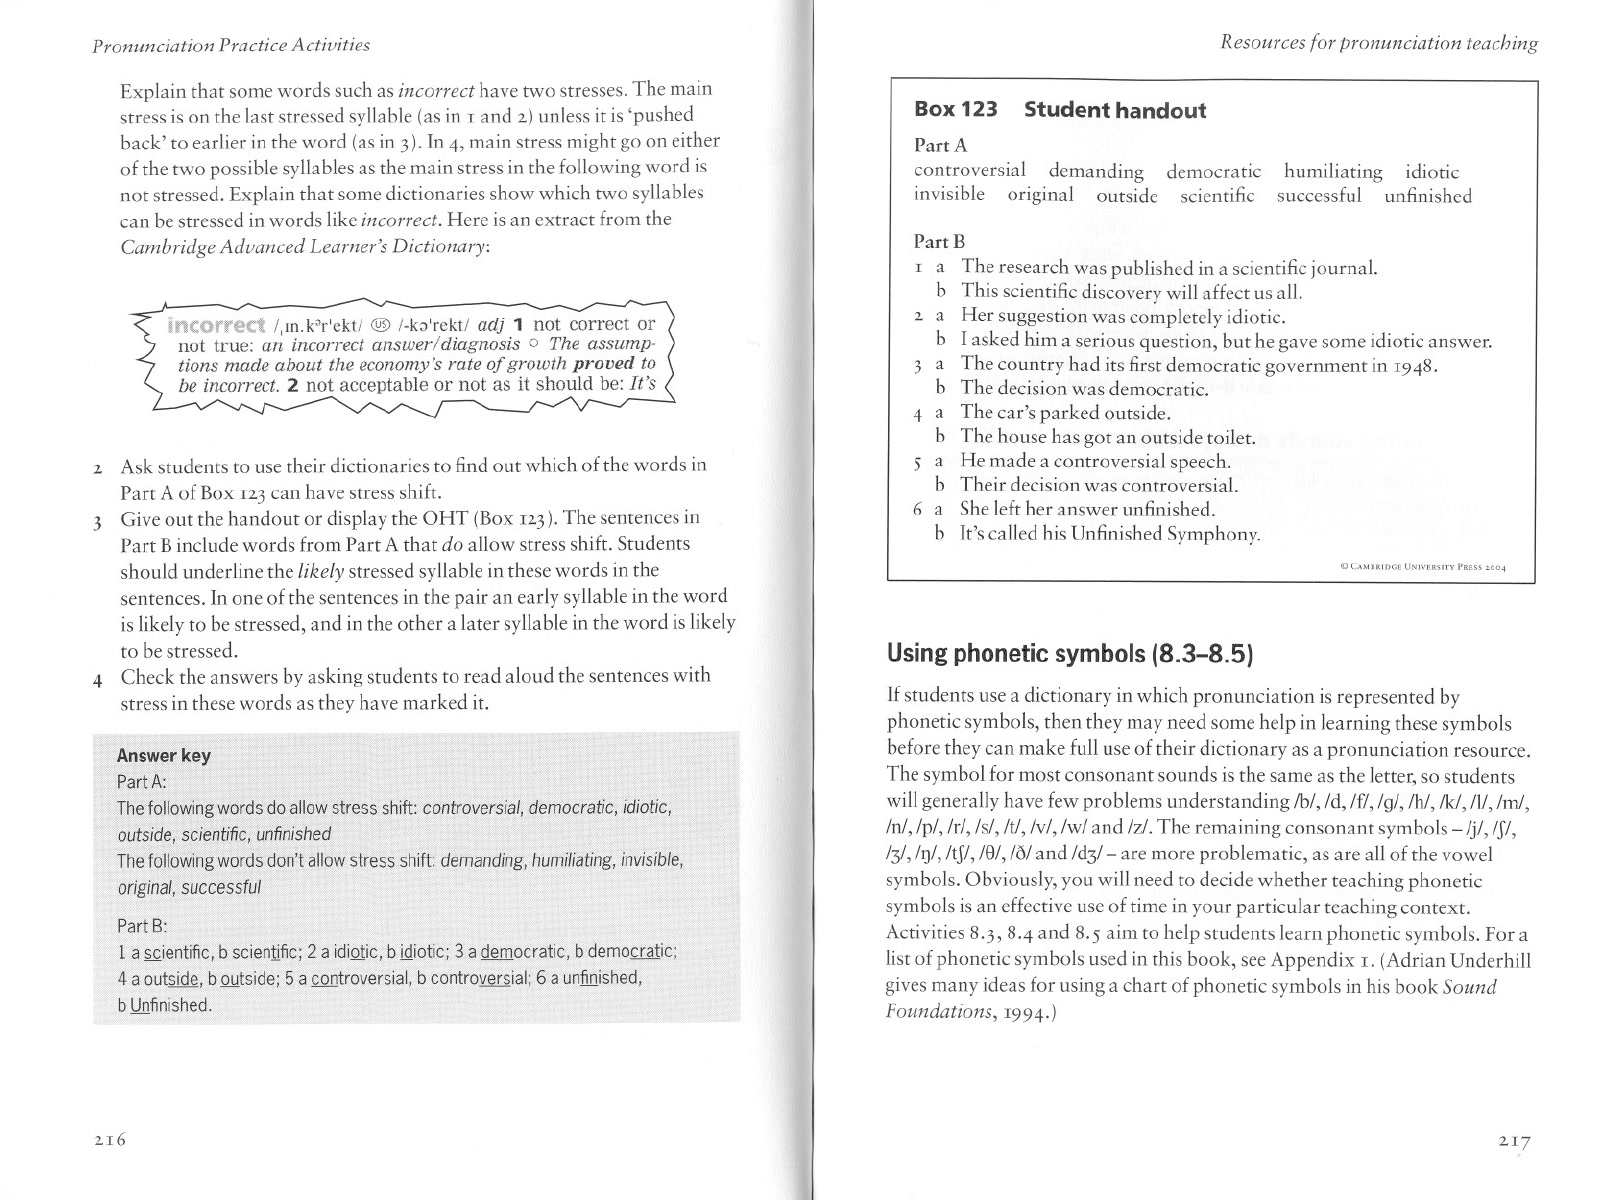 Pronunciation Practice Activities
Explain that some words such as incorrect have two stresses. The main
stress is on the last stressed syllable (as in 1 and 2) unless it is ‘pushed
back’ to earlier in the word (as in 3). In 4, main stress might go on either
of the two possible syllables as the main stress in the following word is
not stressed. Explain that some dictionaries show which two syllables
can be stressed in words like incorrect. Here is an extract from the
Cambridge Advanced Learner’s Dictionary:
incorrect /ˌɪn.kᵊrˈekt/ US /-kəˈrekt/ adj 1 not correct or
not true: an incorrect answer/diagnosis ○ The assump-
tions made about the economy's rate of growth proved to
be incorrect. 2 not acceptable or not as it should be: It's
2 Ask students to use their dictionaries to find out which of the words in
Part A of Box 123 can have stress shift.
3 Give out the handout or display the OHT (Box 123). The sentences in
Part B include words from Part A that do allow stress shift. Students
should underline the likely stressed syllable in these words in the
sentences. In one of the sentences in the pair an early syllable in the word
is likely to be stressed, and in the other a later syllable in the word is likely
to be stressed.
4 Check the answers by asking students to read aloud the sentences with
stress in these words as they have marked it.
Answer key
Part A:
The following words do allow stress shift: controversial, democratic, idiotic,
outside, scientific, unfinished
The following words don't allow stress shift: demanding, humiliating, invisible,
original, successful
Part B:
1 a scientific, b scientific; 2 a idiotic, b idiotic; 3 a democratic, b democratic;
4 a outside, b outside; 5 a controversial, b controversial; 6 a unfinished,
b Unfinished.
216
Resources for pronunciation teaching
Box 123 Student handout
Part A
controversial demanding democratic humiliating idiotic
invisible original outside scientific successful unfinished
Part B
1 a The research was published in a scientific journal.
b This scientific discovery will affect us all.
2 a Her suggestion was completely idiotic.
b I asked him a serious question, but he gave some idiotic answer.
3 a The country had its first democratic government in 1948.
b The decision was democratic.
4 a The car’s parked outside.
b The house has got an outside toilet.
5 a He made a controversial speech.
b Their decision was controversial.
6 a She left her answer unfinished.
b It’s called his Unfinished Symphony.
© CAMBRIDGE UNIVERSITY PRESS 2004
Using phonetic symbols (8.3–8.5)
If students use a dictionary in which pronunciation is represented by
phonetic symbols, then they may need some help in learning these symbols
before they can make full use of their dictionary as a pronunciation resource.
The symbol for most consonant sounds is the same as the letter, so students
will generally have few problems understanding /b/, /d, /f/, /g/, /h/, /k/, /l/, /m/,
/n/, /p/, /r/, /s/, /t/, /v/, /w/ and /z/. The remaining consonant symbols – /j/, /ʃ/,
/ʒ/, /ŋ/, /tʃ/, /θ/, /ð/ and /dʒ/ – are more problematic, as are all of the vowel
symbols. Obviously, you will need to decide whether teaching phonetic
symbols is an effective use of time in your particular teaching context.
Activities 8.3, 8.4 and 8.5 aim to help students learn phonetic symbols. For a
list of phonetic symbols used in this book, see Appendix 1. (Adrian Underhill
gives many ideas for using a chart of phonetic symbols in his book Sound
Foundations, 1994.)
217